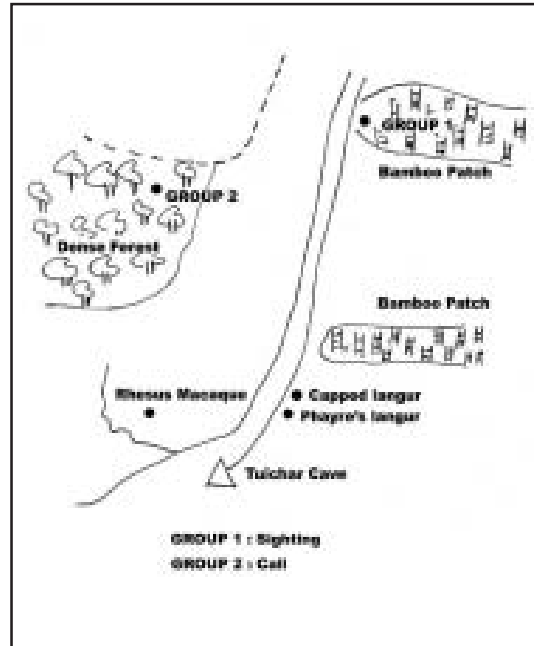 GROUP 1
Bamboo Patch
GROUP 2
Dense Forest
Bamboo Patch
Rhesus Macaque
Capped langur
Phayre's langur
Tuichar Cave
GROUP 1 : Sighting
GROUP 2 : Call